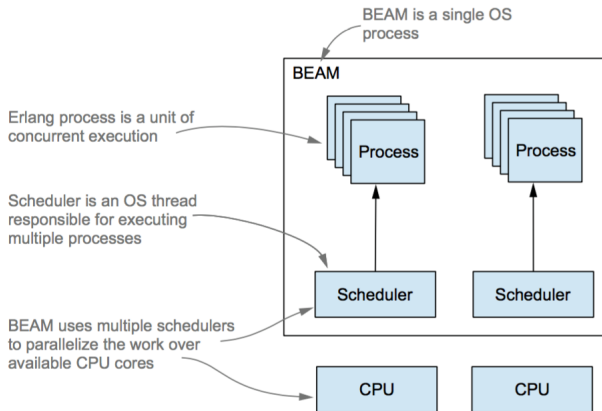 BEAM is a single OS
process
BEAM
Erlang process is a unit of
concurrent execution
Process
Process
Scheduler is an OS thread
responsible for executing
multiple processes
Scheduler
Scheduler
BEAM uses multiple schedulers
to parallelize the work over
available CPU cores
CPU
CPU